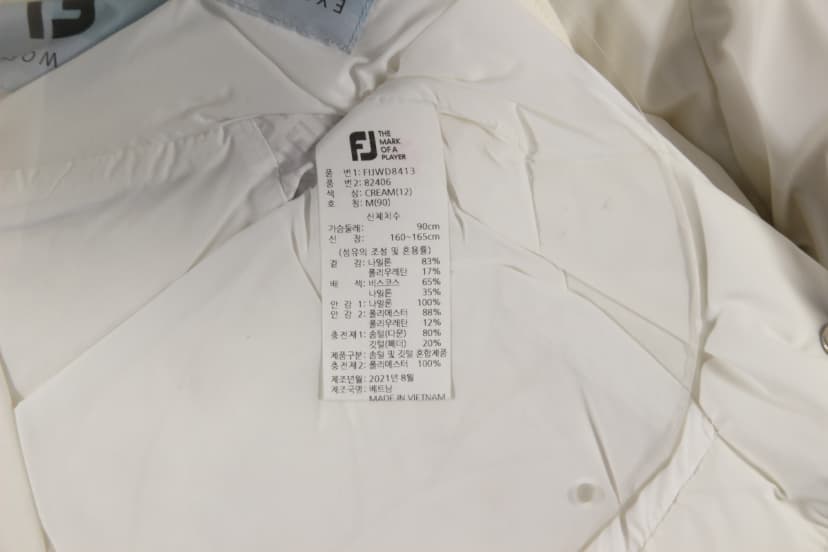 FJ
WO
EX
FJ THE
MARK
OF A
PLAYER
품 번1: FIJWD8413
품 번2: 82406
색 상: CREAM(12)
호 칭: M(90)
신체치수
가슴둘레: 90cm
신 장: 160~165cm
(섬유의 조성 및 혼용률)
겉 감: 나일론 83%
폴리우레탄 17%
배 색: 비스코스 65%
나일론 35%
안 감 1: 나일론 100%
안 감 2: 폴리에스터 88%
폴리우레탄 12%
충전재1: 솜털(다운) 80%
깃털(페더) 20%
제품구분: 솜털 및 깃털 혼합제품
충전재2: 폴리에스터 100%
제조년월: 2021년 8월
제조국명: 베트남
MADE IN VIETNAM